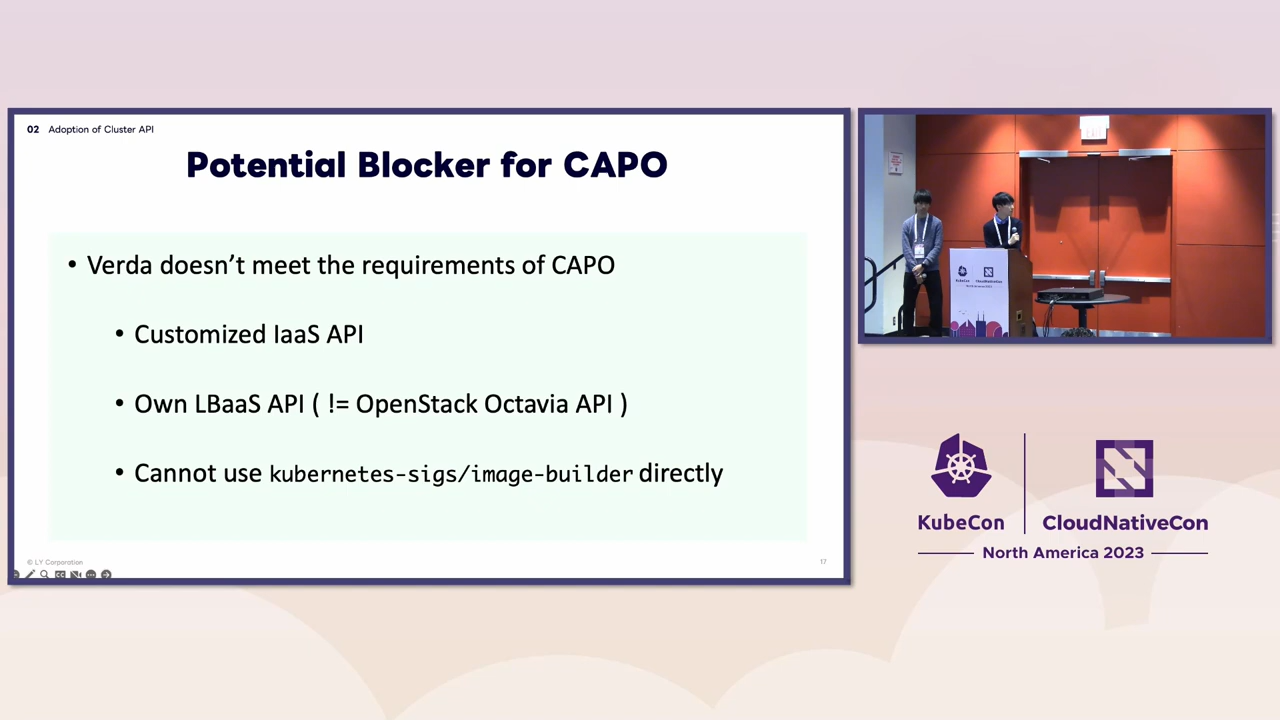 02 Adoption of Cluster API
Potential Blocker for CAPO
• Verda doesn’t meet the requirements of CAPO
• Customized IaaS API
• Own LBaaS API ( != OpenStack Octavia API )
• Cannot use kubernetes-sigs/image-builder directly
© LY Corporation
17
KubeCon
CloudNativeCon
North America 2023